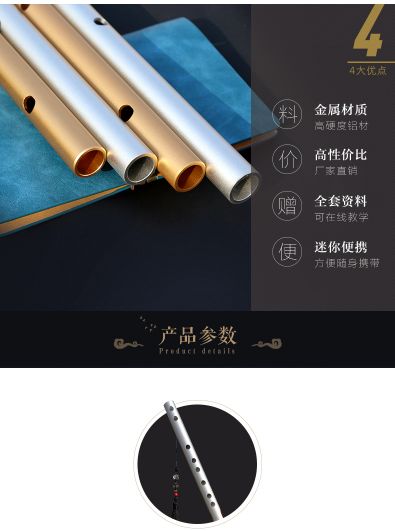 4
4大优点
料
金属材质
高硬度铝材
价
高性价比
厂家直销
赠
全套资料
可在线教学
便
迷你便携
方便随身携带
产品参数
Product details